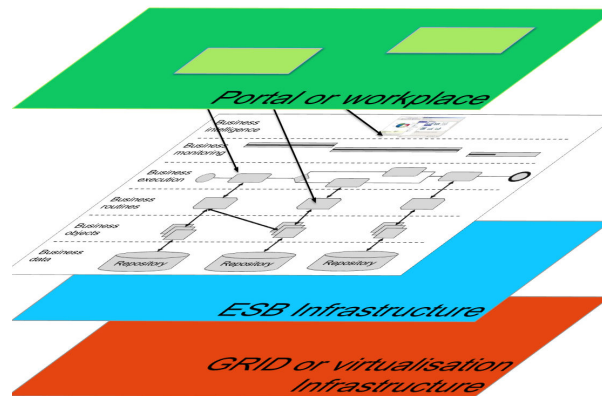 Portal or workplace
Business
intelligence
Business
monitoring
Business
execution
Business
routines
Business
objects
Business
data
Repository
Repository
Repository
ESB Infrastructure
GRID or virtualisation
Infrastructure